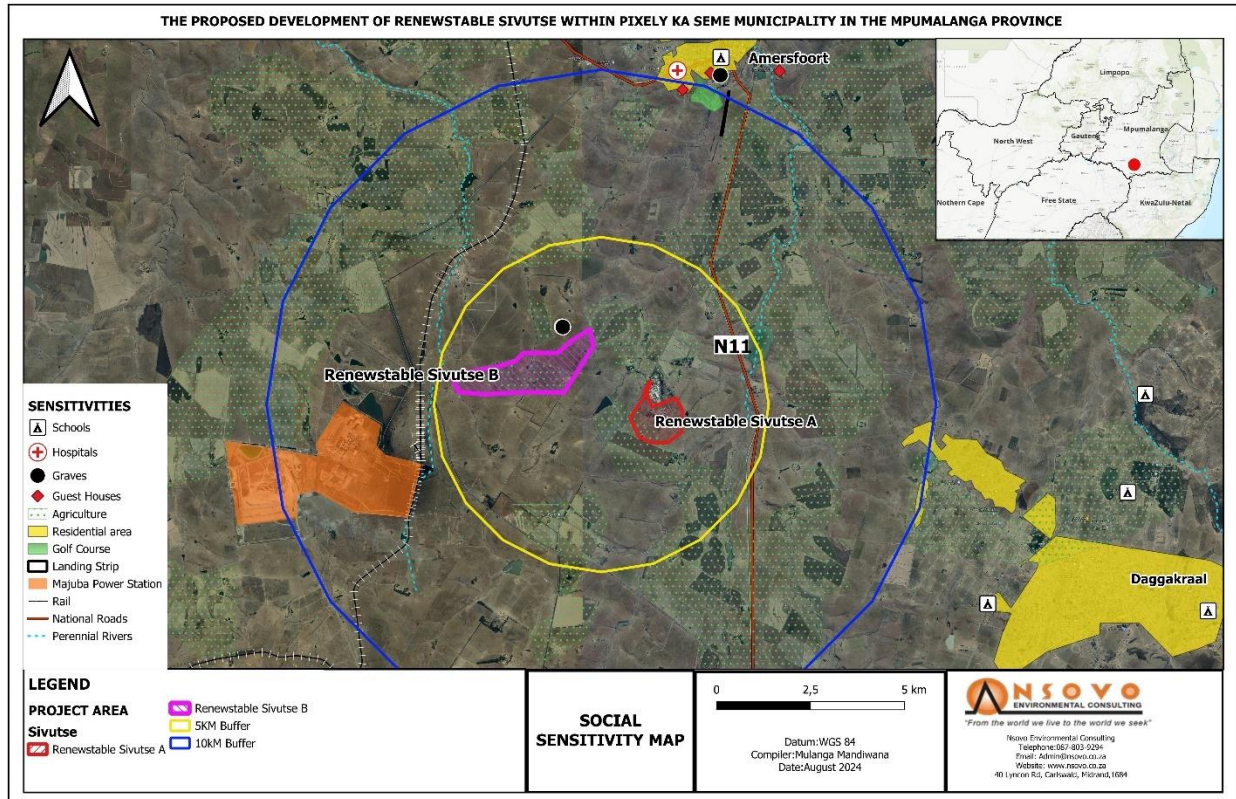 THE PROPOSED DEVELOPMENT OF RENEWSTABLE SIVUTSE WITHIN PIXELY KA SEME MUNICIPALITY IN THE MPUMALANGA PROVINCE
Amersfoort
Limpopo
North West
Gauteng
Mpumalanga
Nothern Cape
Free State
KwaZulu-Natal
N11
Renewstable Sivutse B
Renewstable Sivutse A
Daggakraal
SENSITIVITIES
Schools
Hospitals
Graves
Guest Houses
Agriculture
Residential area
Golf Course
Landing Strip
Majuba Power Station
Rail
National Roads
Perennial Rivers
LEGEND
PROJECT AREA
Sivutse
Renewstable Sivutse A
Renewstable Sivutse B
5KM Buffer
10kM Buffer
SOCIAL
SENSITIVITY MAP
0 2,5 5 km
Datum:WGS 84
Compiler:Mulanga Mandiwana
Date:August 2024
NSOVO
ENVIRONMENTAL CONSULTING
"From the world we live to the world we seek"
Nsovo Environmental Consulting
Telephone:087-803-9294
Email: Admin@nsovo.co.za
Website: www.nsovo.co.za
40 Lyncon Rd, Carlswald, Midrand,1684